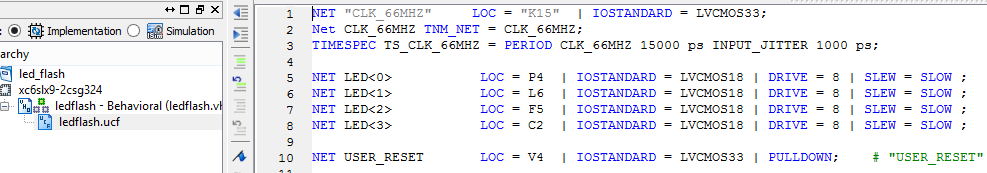 Implementation Simulation
archy
led_flash
xc6slx9-2csg324
ledflash - Behavioral (ledflash.vh
ledflash.ucf
1 NET "CLK_66MHZ" LOC = "K15" | IOSTANDARD = LVCMOS33;
2 Net CLK_66MHZ TNM_NET = CLK_66MHZ;
3 TIMESPEC TS_CLK_66MHZ = PERIOD CLK_66MHZ 15000 ps INPUT_JITTER 1000 ps;
4
5 NET LED<0> LOC = P4 | IOSTANDARD = LVCMOS18 | DRIVE = 8 | SLEW = SLOW ;
6 NET LED<1> LOC = L6 | IOSTANDARD = LVCMOS18 | DRIVE = 8 | SLEW = SLOW ;
7 NET LED<2> LOC = F5 | IOSTANDARD = LVCMOS18 | DRIVE = 8 | SLEW = SLOW ;
8 NET LED<3> LOC = C2 | IOSTANDARD = LVCMOS18 | DRIVE = 8 | SLEW = SLOW ;
9
10 NET USER_RESET LOC = V4 | IOSTANDARD = LVCMOS33 | PULLDOWN; # "USER_RESET"